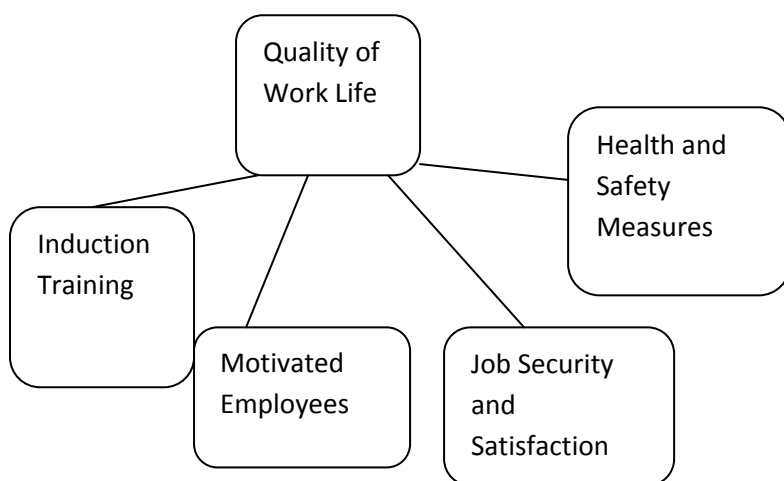 Quality of
Work Life
Health and
Safety
Measures
Induction
Training
Motivated
Employees
Job Security
and
Satisfaction